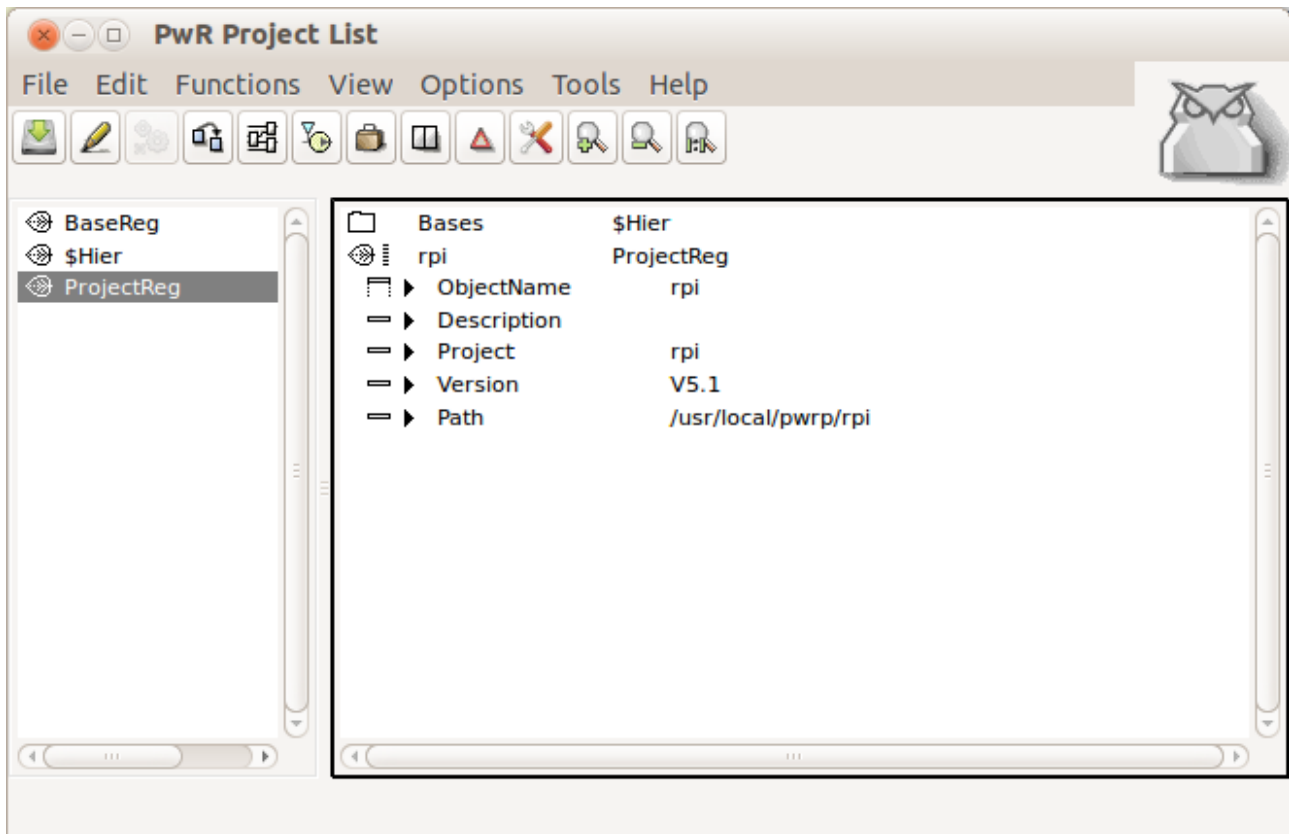 PwR Project List
File Edit Functions View Options Tools Help
BaseReg
$Hier
ProjectReg
Bases $Hier
rpi ProjectReg
ObjectName rpi
Description
Project rpi
Version V5.1
Path /usr/local/pwrp/rpi